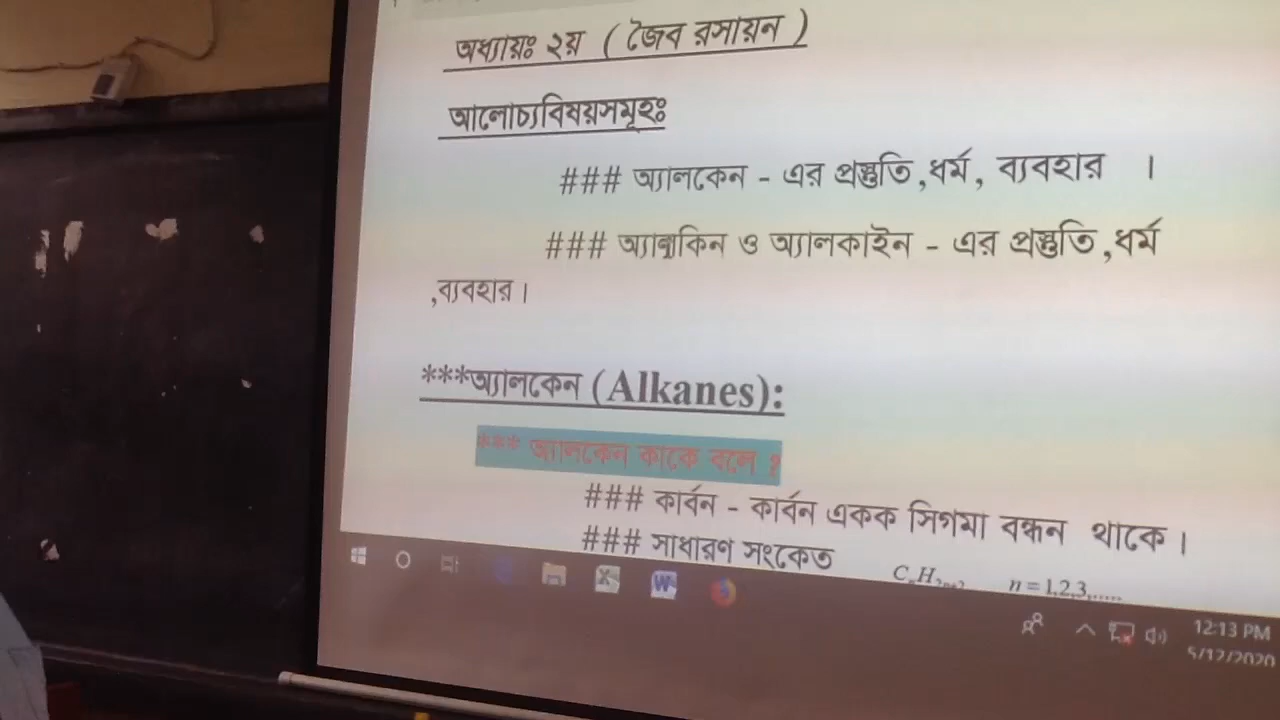 অধ্যায়ঃ ২য় ( জৈব রসায়ন )
আলোচ্যবিষয়সমূহঃ
### অ্যালকেন - এর প্রস্তুতি ,ধর্ম , ব্যবহার ।
### অ্যাল্কিন ও অ্যালকাইন - এর প্রস্তুতি ,ধর্ম
,ব্যবহার ।
***অ্যালকেন (Alkanes):
*** অ্যালকেন কাকে বলে ?
### কার্বন - কার্বন একক সিগমা বন্ধন থাকে ।
### সাধারণ সংকেত CnH2n+2 n = 1,2,3,......
12:13 PM
5/12/2020